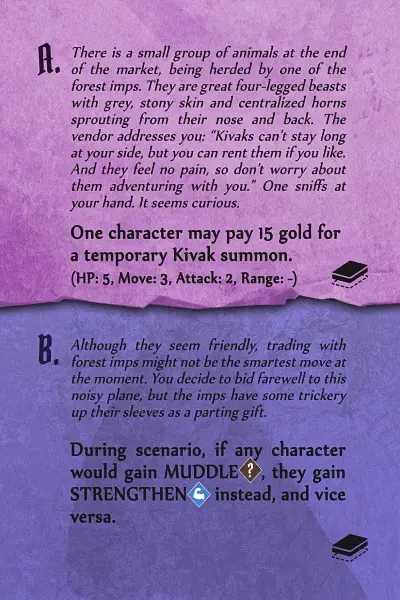 A.
There is a small group of animals at the end
of the market, being herded by one of the
forest imps. They are great four-legged beasts
with grey, stony skin and centralized horns
sprouting from their nose and back. The
vendor addresses you: “Kivaks can’t stay long
at your side, but you can rent them if you like.
And they feel no pain, so don’t worry about
them adventuring with you.” One sniffs at
your hand. It seems curious.
One character may pay 15 gold for
a temporary Kivak summon.
(HP: 5, Move: 3, Attack: 2, Range: -)
B.
Although they seem friendly, trading with
forest imps might not be the smartest move at
the moment. You decide to bid farewell to this
noisy plane, but the imps have some trickery
up their sleeves as a parting gift.
During scenario, if any character
would gain MUDDLE ?, they gain
STRENGTHEN instead, and vice
versa.